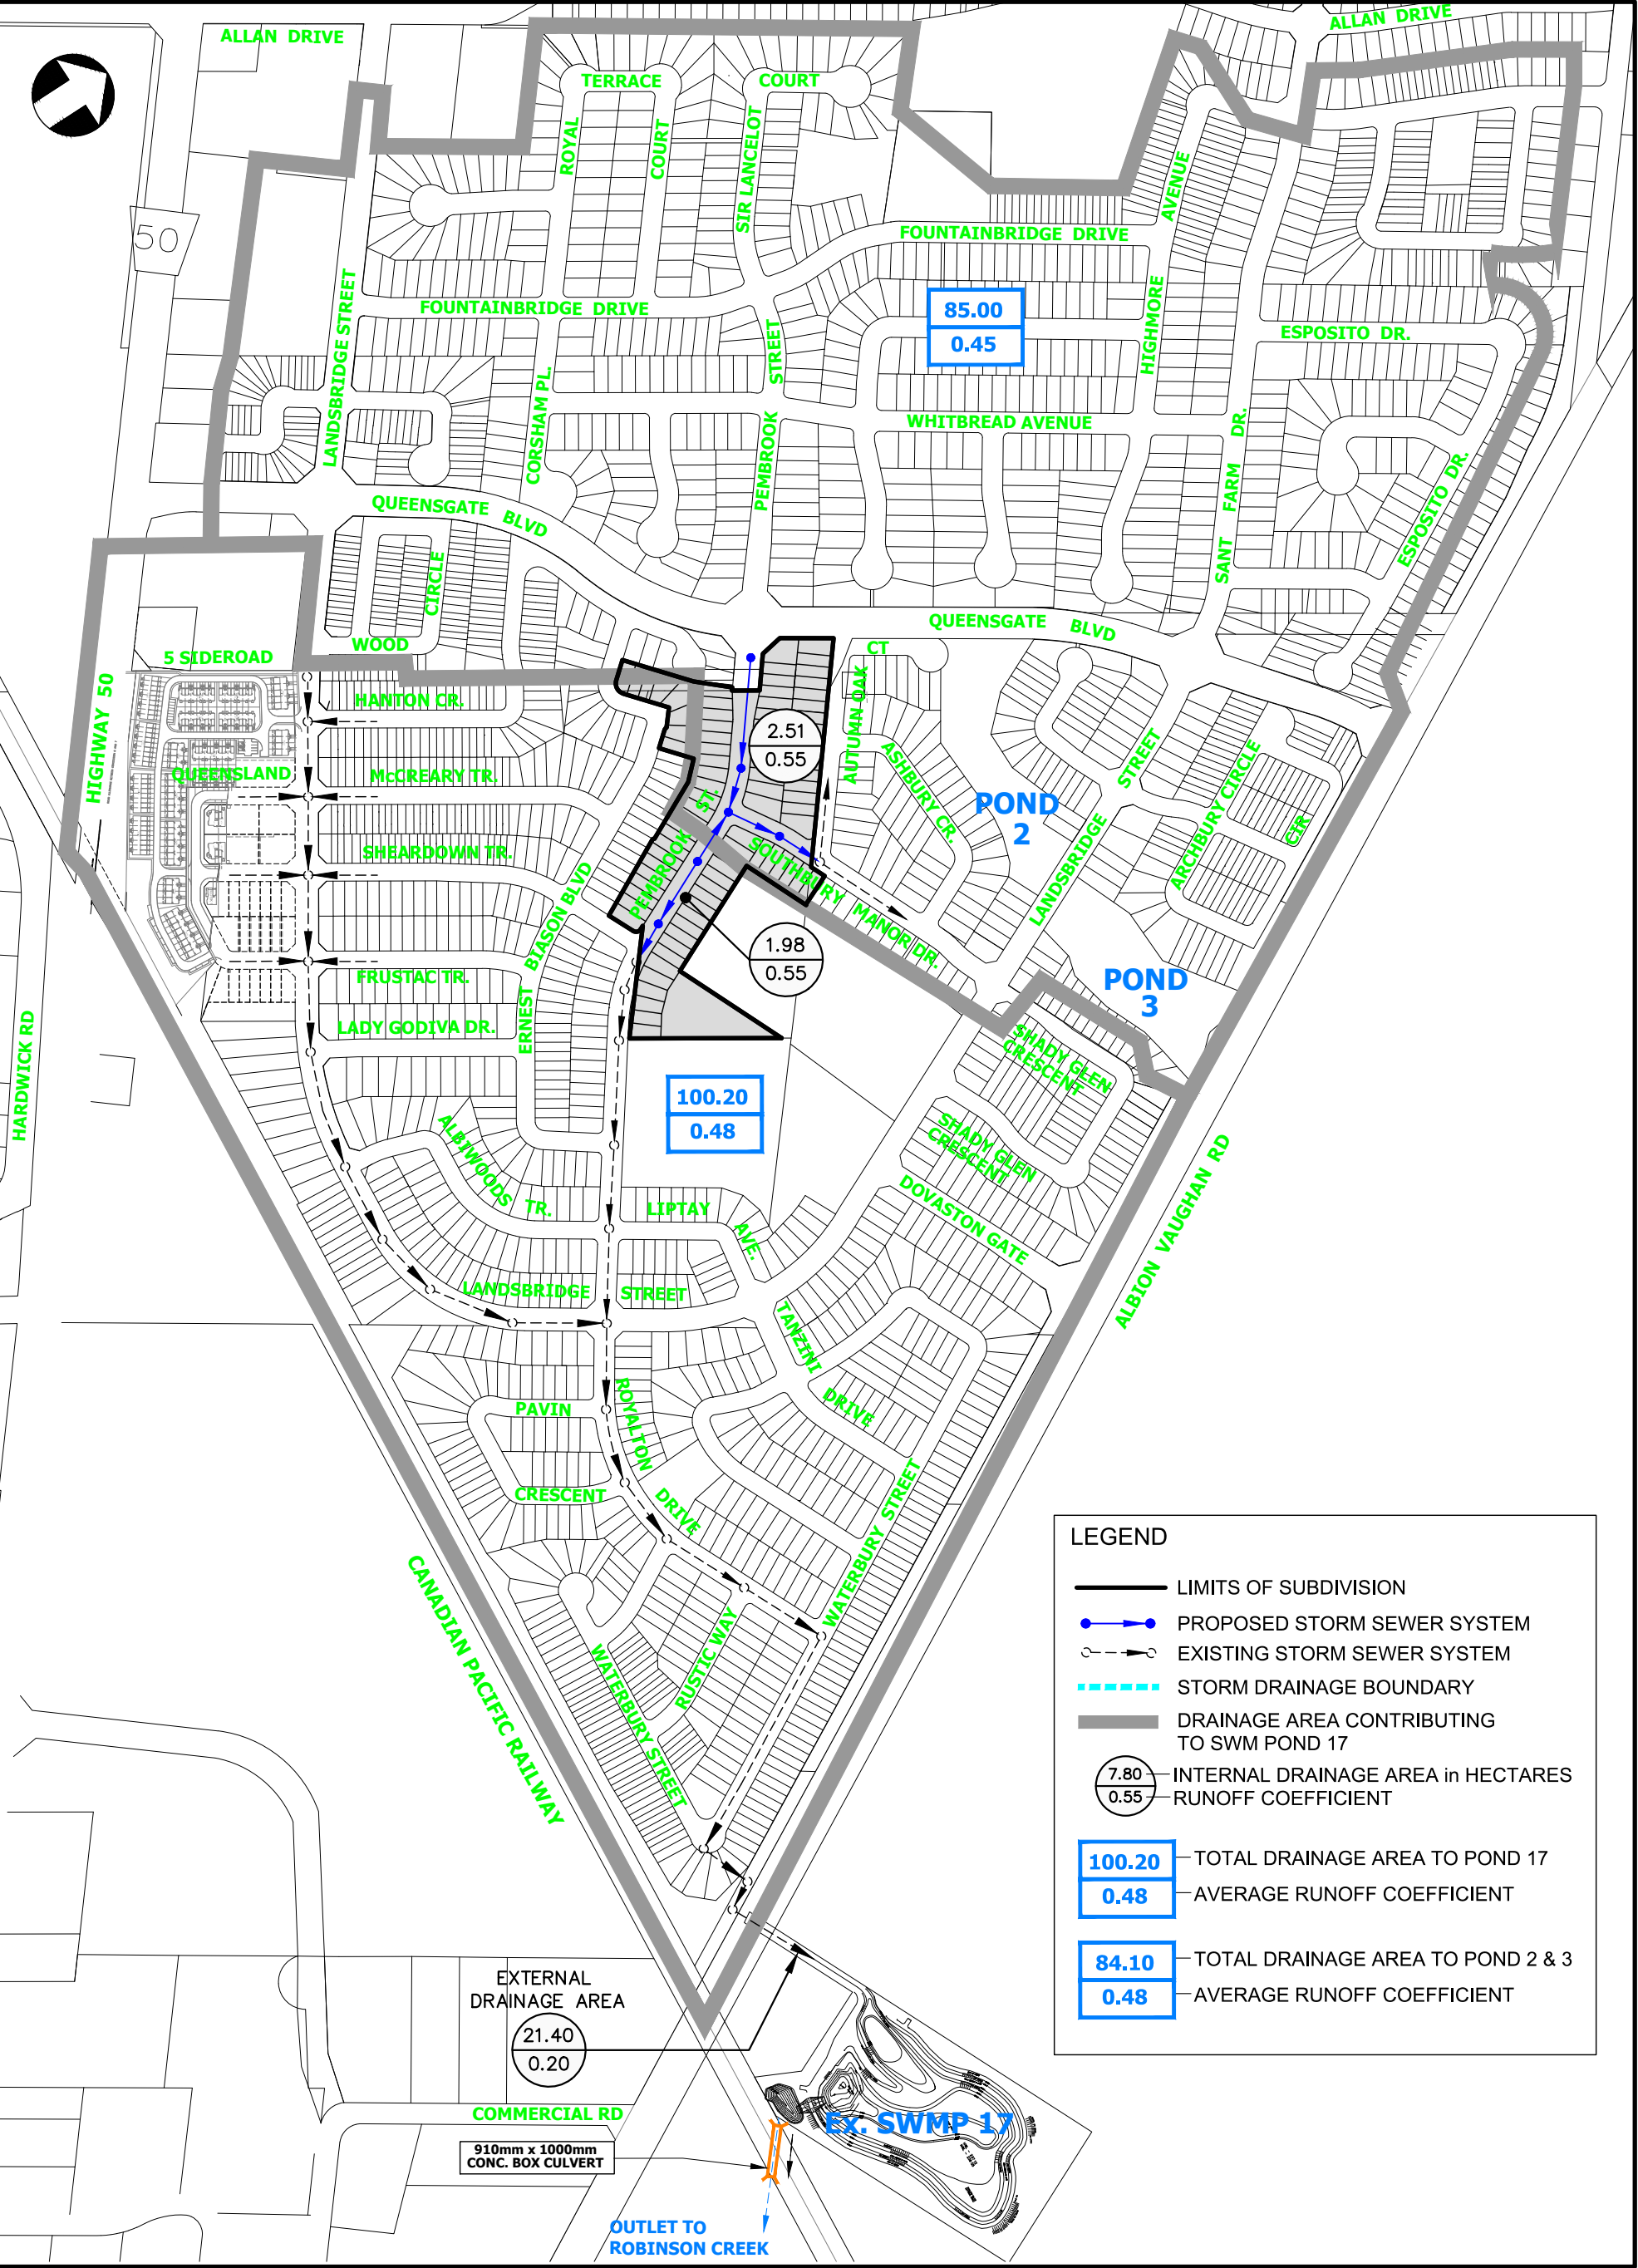 ALLAN DRIVE
ALLAN DRIVE
TERRACE
COURT
ROYAL
COURT
SIR LANCELOT
AVENUE
50
FOUNTAINBRIDGE DRIVE
LANDSBRIDGE STREET
FOUNTAINBRIDGE DRIVE
85.00
0.45
STREET
HIGHMORE
ESPOSITO DR.
CORSHAM PL.
PEMBROOK
WHITBREAD AVENUE
SANT FARM DR.
ESPOSITO DR.
QUEENSGATE BLVD
CIRCLE
WOOD
QUEENSGATE BLVD
5 SIDEROAD
CT
AUTUMN OAK
HIGHWAY 50
HANTON CR.
2.51
0.55
ASHBURY CR.
STREET
ARCHBURY CIRCLE
CIR
QUEENSLAND
McCREARY TR.
POND
2
PEMBROOK ST.
SHEARDOWN TR.
SOUTHBURY MANOR DR.
LANDSBRIDGE
ERNEST BIASON BLVD
1.98
0.55
FRUSTAC TR.
POND
3
LADY GODIVA DR.
HARDWICK RD
SHADY GLEN
CRESCENT
100.20
0.48
SHADY GLEN
CRESCENT
ALBIWOODS TR.
LIPTAY AVE.
DOVASTON GATE
ALBION VAUGHAN RD
LANDSBRIDGE STREET
TANZINI DRIVE
PAVIN
ROYALTON
CRESCENT
DRIVE
WATERBURY STREET
CANADIAN PACIFIC RAILWAY
RUSTIC WAY
WATERBURY STREET
LEGEND
LIMITS OF SUBDIVISION
PROPOSED STORM SEWER SYSTEM
EXISTING STORM SEWER SYSTEM
STORM DRAINAGE BOUNDARY
DRAINAGE AREA CONTRIBUTING
TO SWM POND 17
7.80
INTERNAL DRAINAGE AREA in HECTARES
0.55
RUNOFF COEFFICIENT
100.20
TOTAL DRAINAGE AREA TO POND 17
0.48
AVERAGE RUNOFF COEFFICIENT
84.10
TOTAL DRAINAGE AREA TO POND 2 & 3
0.48
AVERAGE RUNOFF COEFFICIENT
EXTERNAL
DRAINAGE AREA
21.40
0.20
COMMERCIAL RD
Ex. SWMP 17
910mm x 1000mm
CONC. BOX CULVERT
OUTLET TO
ROBINSON CREEK